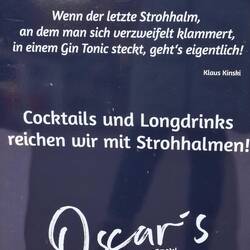 Wenn der letzte Strohhalm,
an dem man sich verzweifelt klammert,
in einem Gin Tonic steckt, geht's eigentlich!
Klaus Kinski
Cocktails und Longdrinks
reichen wir mit Strohhalmen!
Oscar's